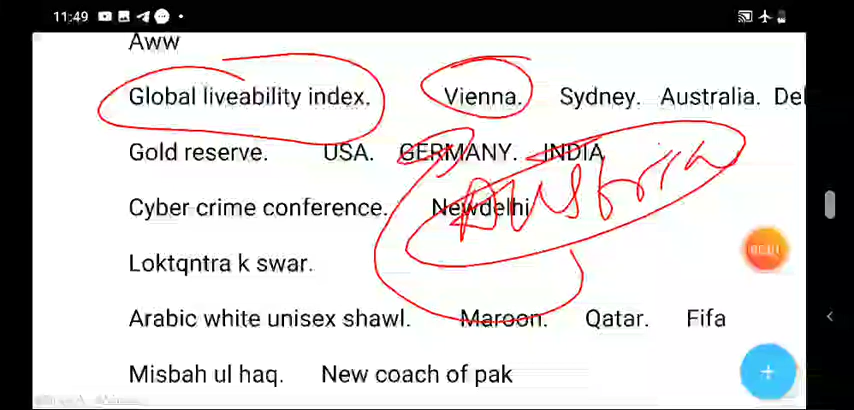 11:49
Aww
Global liveability index. Vienna. Sydney. Australia. Del
Gold reserve. USA. GERMANY. INDIA
Austria
Cyber crime conference. Newdelhi
Loktqntra k swar.
Arabic white unisex shawl. Maroon. Qatar. Fifa
Misbah ul haq. New coach of pak